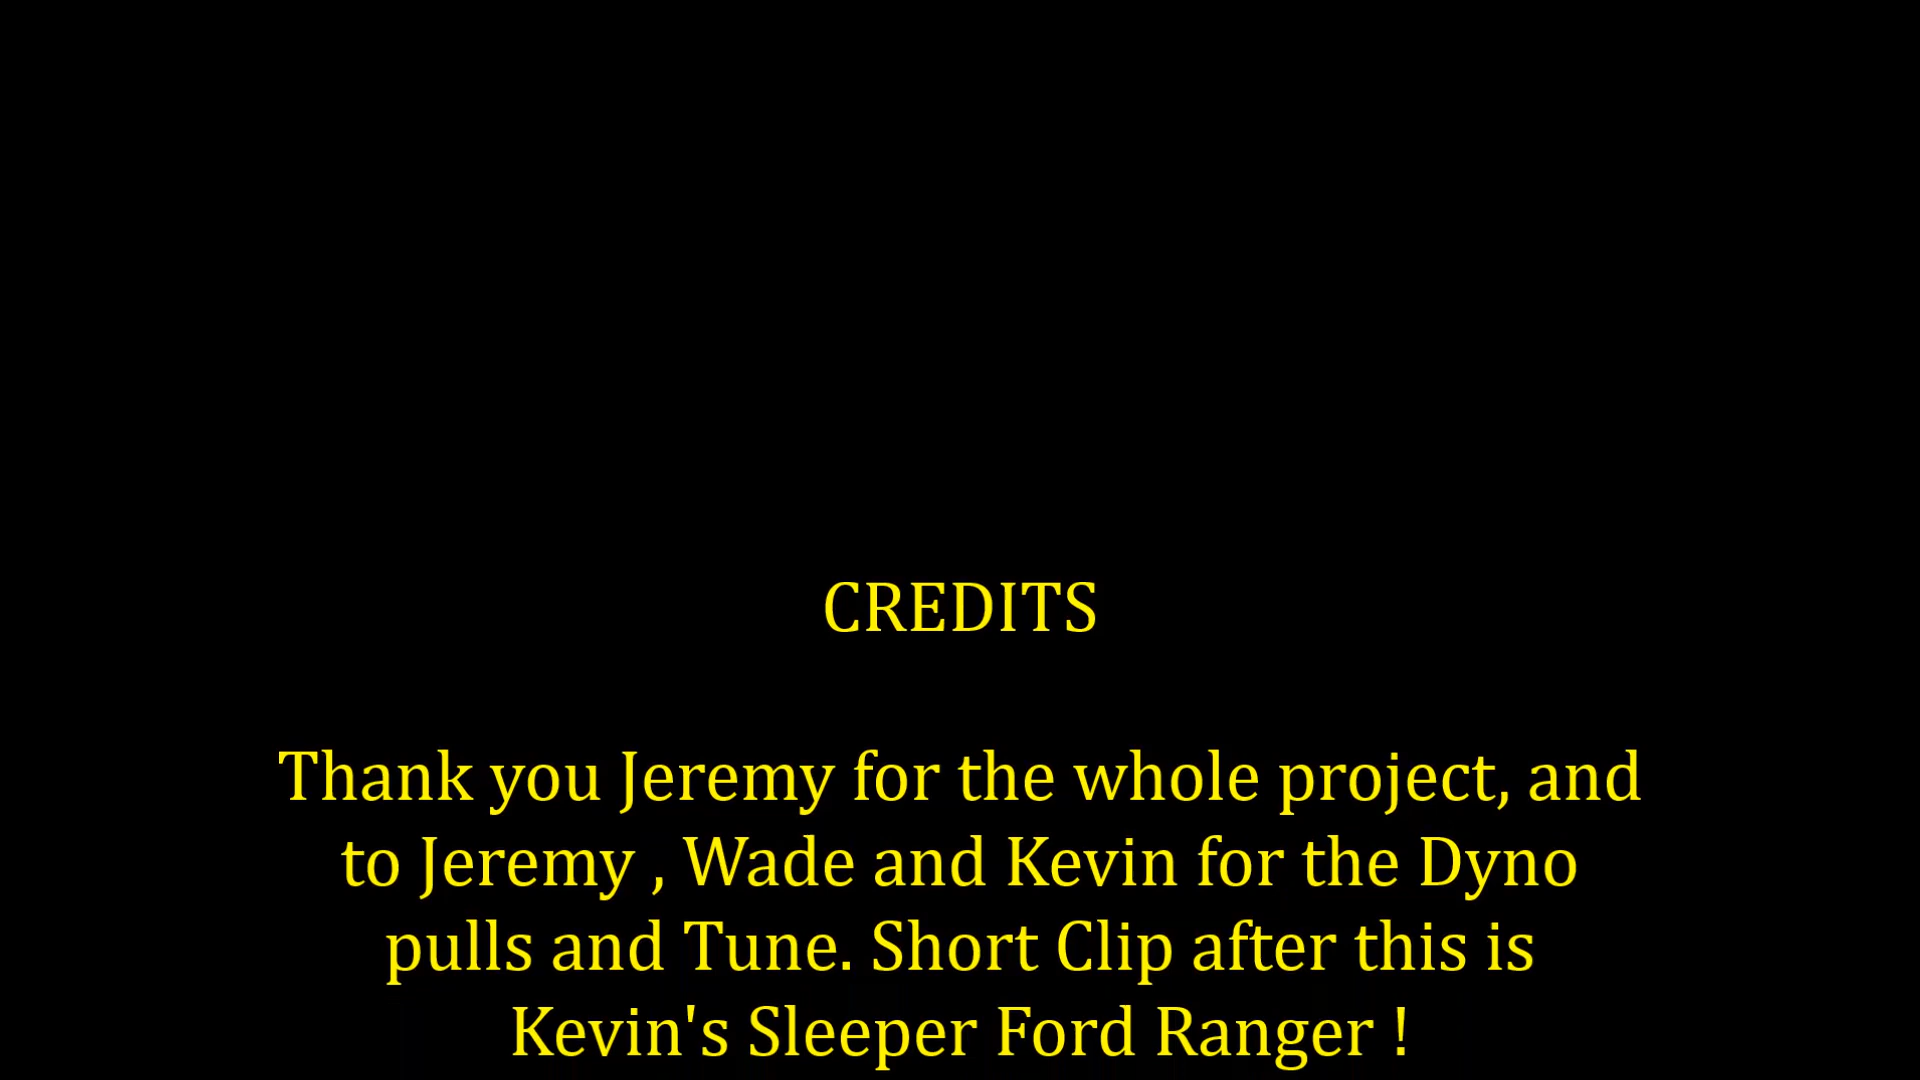 CREDITS
Thank you Jeremy for the whole project, and
to Jeremy , Wade and Kevin for the Dyno
pulls and Tune. Short Clip after this is
Kevin's Sleeper Ford Ranger !